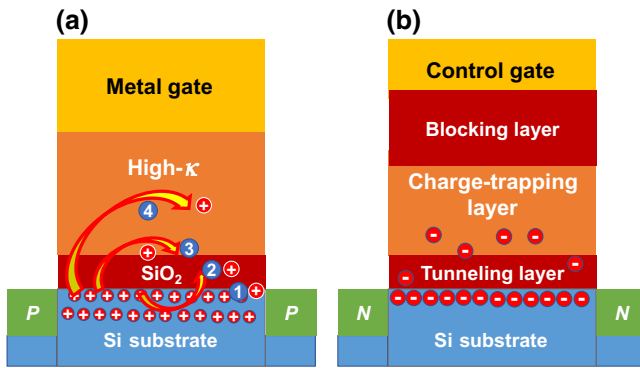 (a)
Metal gate
High-κ
4
+
3
+
SiO₂
2
+
1
+
+ + + + + + + + + +
P
P
+ + + + + + + + + + +
Si substrate
(b)
Control gate
Blocking layer
Charge-trapping
layer
- - - -
- -
Tunneling layer
- - - - - - - - - -
N
N
Si substrate